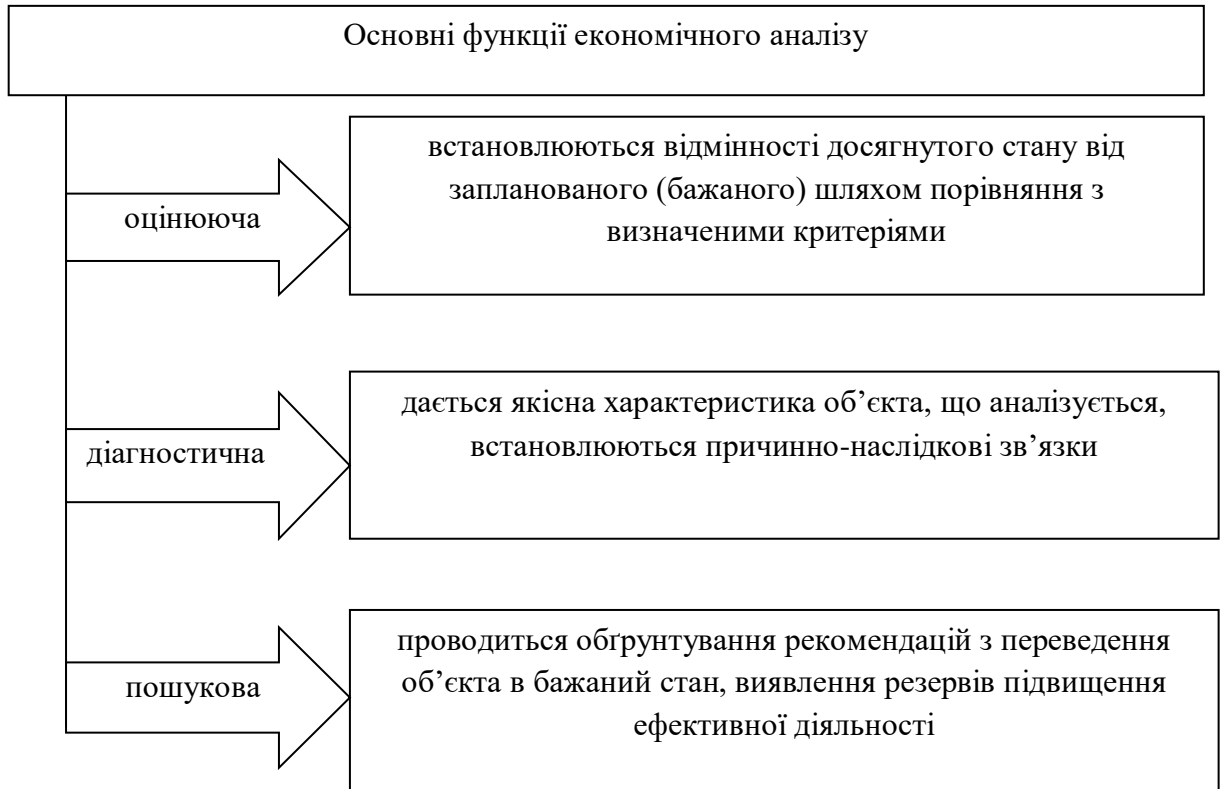 Основні функції економічного аналізу
оцінююча
встановлюються відмінності досягнутого стану від
запланованого (бажаного) шляхом порівняння з
визначеними критеріями
діагностична
дається якісна характеристика об’єкта, що аналізується,
встановлюються причинно-наслідкові зв’язки
пошукова
проводиться обґрунтування рекомендацій з переведення
об’єкта в бажаний стан, виявлення резервів підвищення
ефективної діяльності